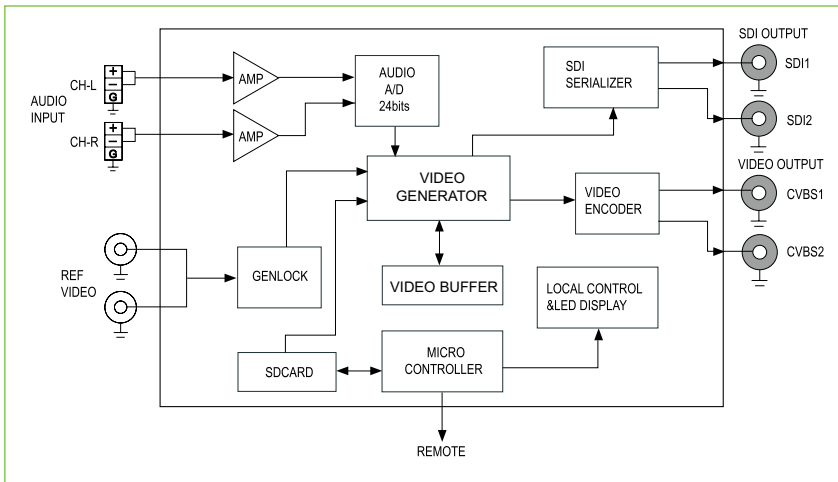 SDI OUTPUT
SDI1
SDI2
VIDEO OUTPUT
CVBS1
CVBS2
AUDIO
INPUT
CH-L
+
−
G
CH-R
+
−
G
AMP
AMP
AUDIO
A/D
24bits
SDI
SERIALIZER
VIDEO
GENERATOR
VIDEO
ENCODER
REF
VIDEO
GENLOCK
VIDEO BUFFER
LOCAL CONTROL
&LED DISPLAY
SDCARD
MICRO
CONTROLLER
REMOTE